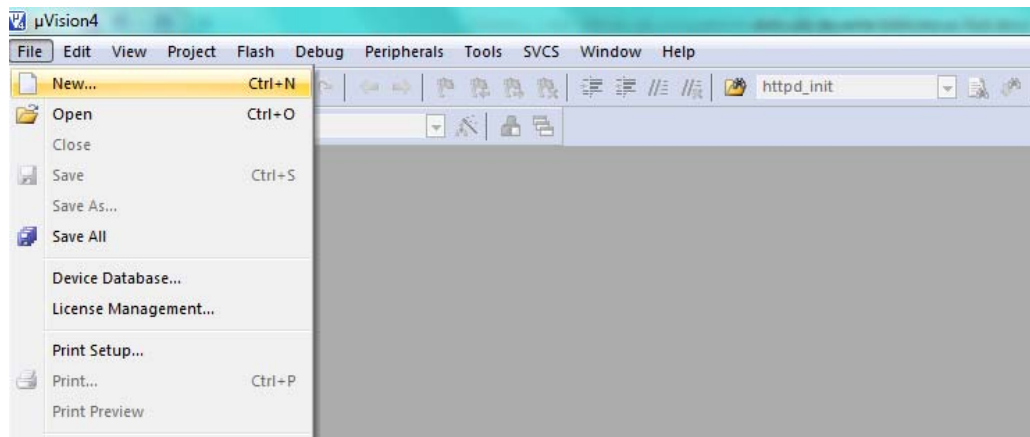 µVision4
File Edit View Project Flash Debug Peripherals Tools SVCS Window Help
New... Ctrl+N
httpd_init
Open Ctrl+O
Close
Save Ctrl+S
Save As...
Save All
Device Database...
License Management...
Print Setup...
Print... Ctrl+P
Print Preview